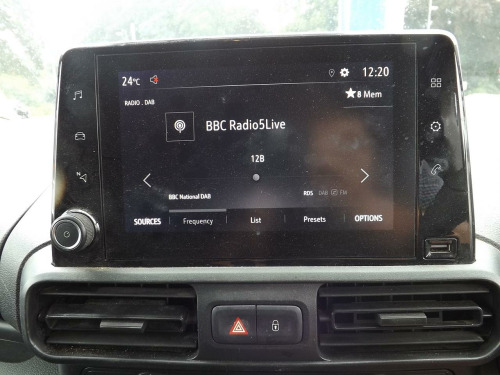 24°C 12:20
RADIO . DAB ★8 Mem
BBC Radio5Live
12B
BBC National DAB RDS DAB FM
SOURCES Frequency List Presets OPTIONS